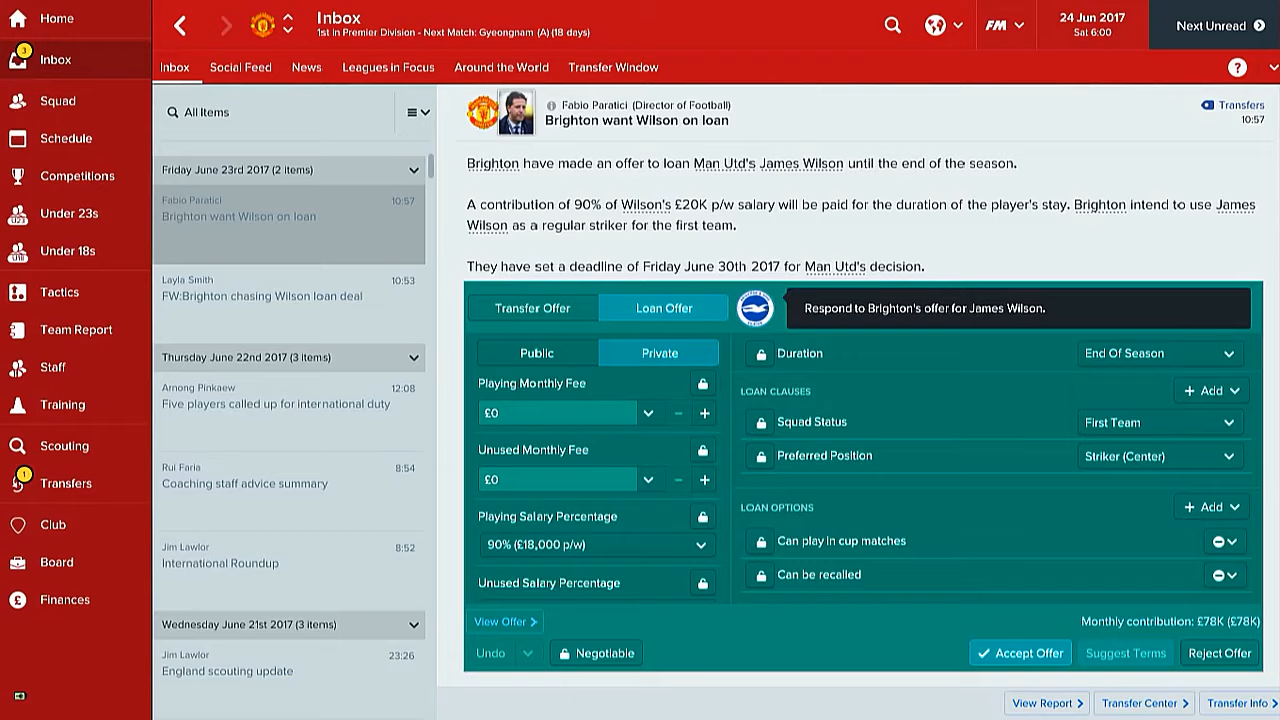 Home
3
Inbox
Squad
Schedule
Competitions
Under 23s
Under 18s
Tactics
Team Report
Staff
Training
Scouting
1
Transfers
Club
Board
Finances
Inbox
1st in Premier Division - Next Match: Gyeongnam (A) (18 days)
FM
24 Jun 2017
Sat 6:00
Next Unread
Inbox
Social Feed
News
Leagues in Focus
Around the World
Transfer Window
?
All Items
Friday June 23rd 2017 (2 items)
Fabio Paratici 10:57
Brighton want Wilson on loan
Layla Smith 10:53
FW:Brighton chasing Wilson loan deal
Thursday June 22nd 2017 (3 items)
Among Pinkaew 12:08
Five players called up for international duty
Rui Faria 8:54
Coaching staff advice summary
Jim Lawlor 8:52
International Roundup
Wednesday June 21st 2017 (3 items)
Jim Lawlor 23:26
England scouting update
Fabio Paratici (Director of Football)
Brighton want Wilson on loan
Transfers
10:57
Brighton have made an offer to loan Man Utd's James Wilson until the end of the season.
A contribution of 90% of Wilson's £20K p/w salary will be paid for the duration of the player's stay. Brighton intend to use James
Wilson as a regular striker for the first team.
They have set a deadline of Friday June 30th 2017 for Man Utd's decision.
Transfer Offer
Loan Offer
Respond to Brighton's offer for James Wilson.
Public
Private
Playing Monthly Fee
£0
Unused Monthly Fee
£0
Playing Salary Percentage
90% (£18,000 p/w)
Unused Salary Percentage
Duration
End Of Season
LOAN CLAUSES
+ Add
Squad Status
First Team
Preferred Position
Striker (Center)
LOAN OPTIONS
+ Add
Can play in cup matches
Can be recalled
View Offer >
Monthly contribution: £78K (£78K)
Undo
Negotiable
Accept Offer
Suggest Terms
Reject Offer
View Report >
Transfer Center >
Transfer Info >